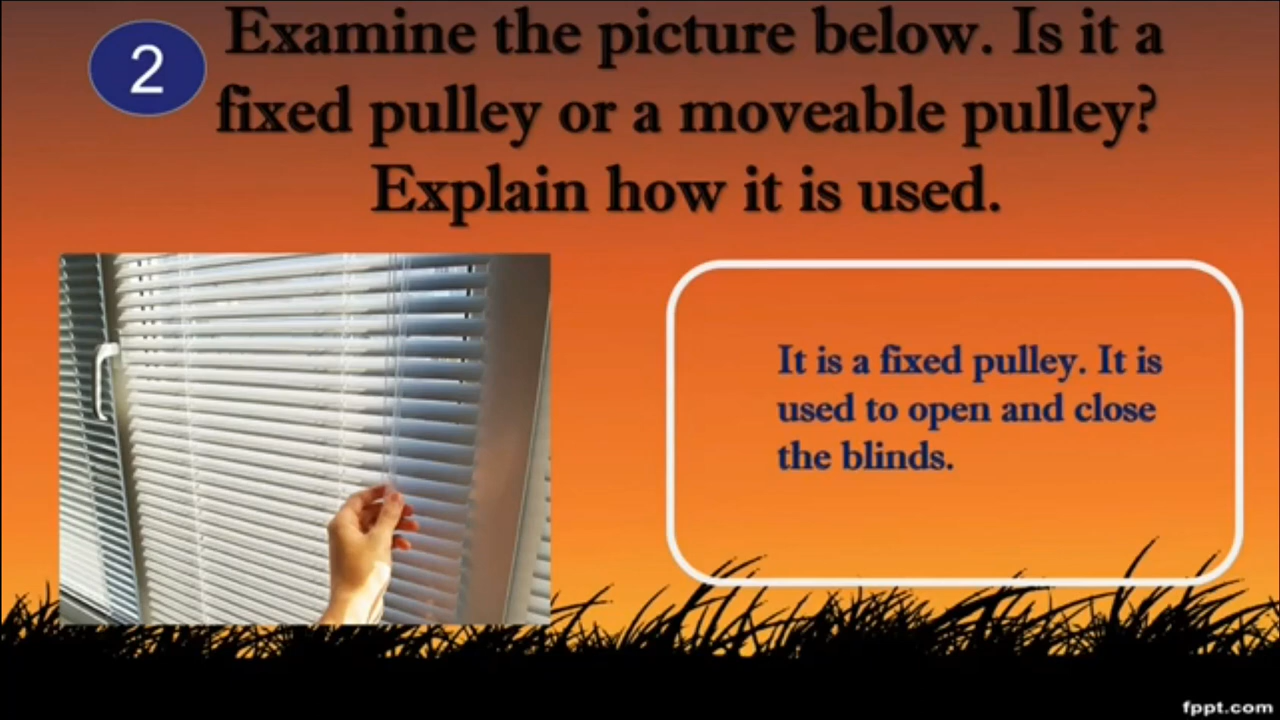 2
Examine the picture below. Is it a
fixed pulley or a moveable pulley?
Explain how it is used.
It is a fixed pulley. It is
used to open and close
the blinds.
fppt.com